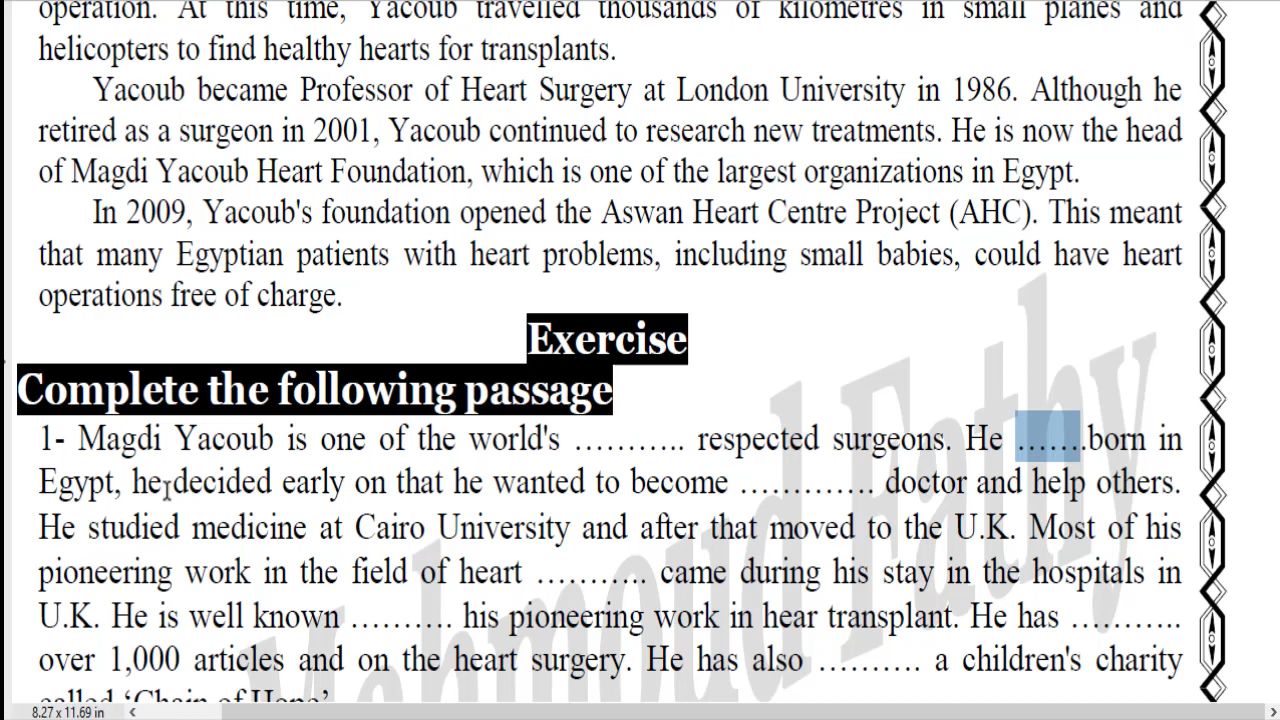 operation. At this time, Yacoub travelled thousands of kilometres in small planes and
helicopters to find healthy hearts for transplants.
Yacoub became Professor of Heart Surgery at London University in 1986. Although he
retired as a surgeon in 2001, Yacoub continued to research new treatments. He is now the head
of Magdi Yacoub Heart Foundation, which is one of the largest organizations in Egypt.
In 2009, Yacoub's foundation opened the Aswan Heart Centre Project (AHC). This meant
that many Egyptian patients with heart problems, including small babies, could have heart
operations free of charge.
Exercise
Complete the following passage
1- Magdi Yacoub is one of the world's ……….. respected surgeons. He …….born in
Egypt, he decided early on that he wanted to become …………. doctor and help others.
He studied medicine at Cairo University and after that moved to the U.K. Most of his
pioneering work in the field of heart ……….. came during his stay in the hospitals in
U.K. He is well known ………. his pioneering work in hear transplant. He has ………..
over 1,000 articles and on the heart surgery. He has also ………. a children's charity
called ‘Chain of Hope’
Mahmoud Fathy
8.27 x 11.69 in